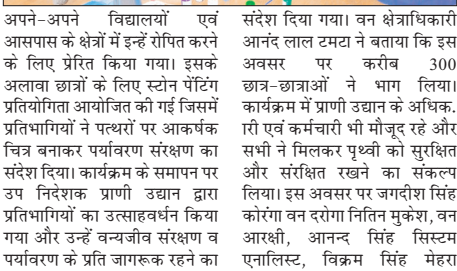 अपने-अपने विद्यालयों एवं
आसपास के क्षेत्रों में इन्हें रोपित करने
के लिए प्रेरित किया गया। इसके
अलावा छात्रों के लिए स्टोन पेंटिंग
प्रतियोगिता आयोजित की गई जिसमें
प्रतिभागियों ने पत्थरों पर आकर्षक
चित्र बनाकर पर्यावरण संरक्षण का
संदेश दिया। कार्यक्रम के समापन पर
उप निदेशक प्राणी उद्यान द्वारा
प्रतिभागियों का उत्साहवर्धन किया
गया और उन्हें वन्यजीव संरक्षण व
पर्यावरण के प्रति जागरूक रहने का
संदेश दिया गया। वन क्षेत्राधिकारी
आनंद लाल टमटा ने बताया कि इस
अवसर पर करीब 300
छात्र-छात्राओं ने भाग लिया।
कार्यक्रम में प्राणी उद्यान के अधिक.
ारी एवं कर्मचारी भी मौजूद रहे और
सभी ने मिलकर पृथ्वी को सुरक्षित
और संरक्षित रखने का संकल्प
लिया। इस अवसर पर जगदीश सिंह
कोरंगा वन दरोगा नितिन मुकेश, वन
आरक्षी, आनन्द सिंह सिस्टम
एनालिस्ट, विक्रम सिंह मेहरा